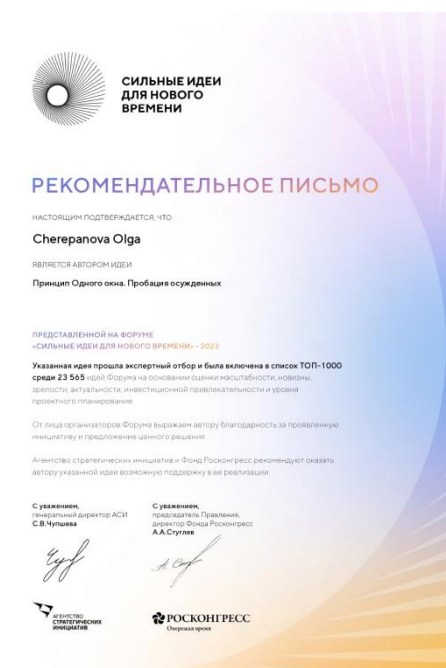 СИЛЬНЫЕ ИДЕИ
ДЛЯ НОВОГО
ВРЕМЕНИ
РЕКОМЕНДАТЕЛЬНОЕ ПИСЬМО
НАСТОЯЩИМ ПОДТВЕРЖДАЕТСЯ, ЧТО
Cherepanova Olga
ЯВЛЯЕТСЯ АВТОРОМ ИДЕИ
Принцип Одного окна. Пробация осужденных
ПРЕДСТАВЛЕННОЙ НА ФОРУМЕ
«СИЛЬНЫЕ ИДЕИ ДЛЯ НОВОГО ВРЕМЕНИ» - 2023
Указанная идея прошла экспертный отбор и была включена в список ТОП-1000
среди 23 565 идей Форума на основании оценки масштабности, новизны,
зрелости, актуальности, инвестиционной привлекательности и уровня
проектного планирования.
От лица организаторов Форума выражаем автору благодарность за проявленную
инициативу и предложение ценного решения.
Агентство стратегических инициатив и Фонд Росконгресс рекомендуют оказать
автору указанной идеи возможную поддержку в ее реализации.
С уважением,
генеральный директор АСИ
С.В.Чупшева
С уважением,
председатель Правления,
директор Фонда Росконгресс
А.А.Стуглев
АГЕНТСТВО
СТРАТЕГИЧЕСКИХ
ИНИЦИАТИВ
РОСКОНГРЕСС
Опережая время